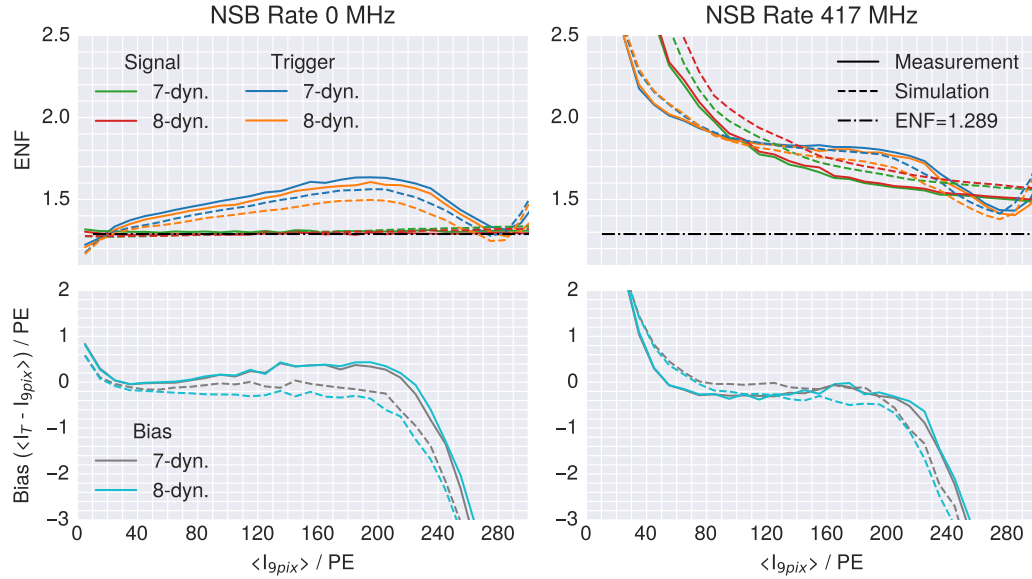 NSB Rate 0 MHz
NSB Rate 417 MHz
2.5
2.0
1.5
ENF
Signal
Trigger
7-dyn.
7-dyn.
8-dyn.
8-dyn.
2.5
2.0
1.5
Measurement
Simulation
ENF=1.289
2
1
0
−1
−2
−3
Bias (<I_T - I_9pix>) / PE
Bias
7-dyn.
8-dyn.
2
1
0
−1
−2
−3
0 40 80 120 160 200 240 280
0 40 80 120 160 200 240 280
<I_9pix> / PE
<I_9pix> / PE